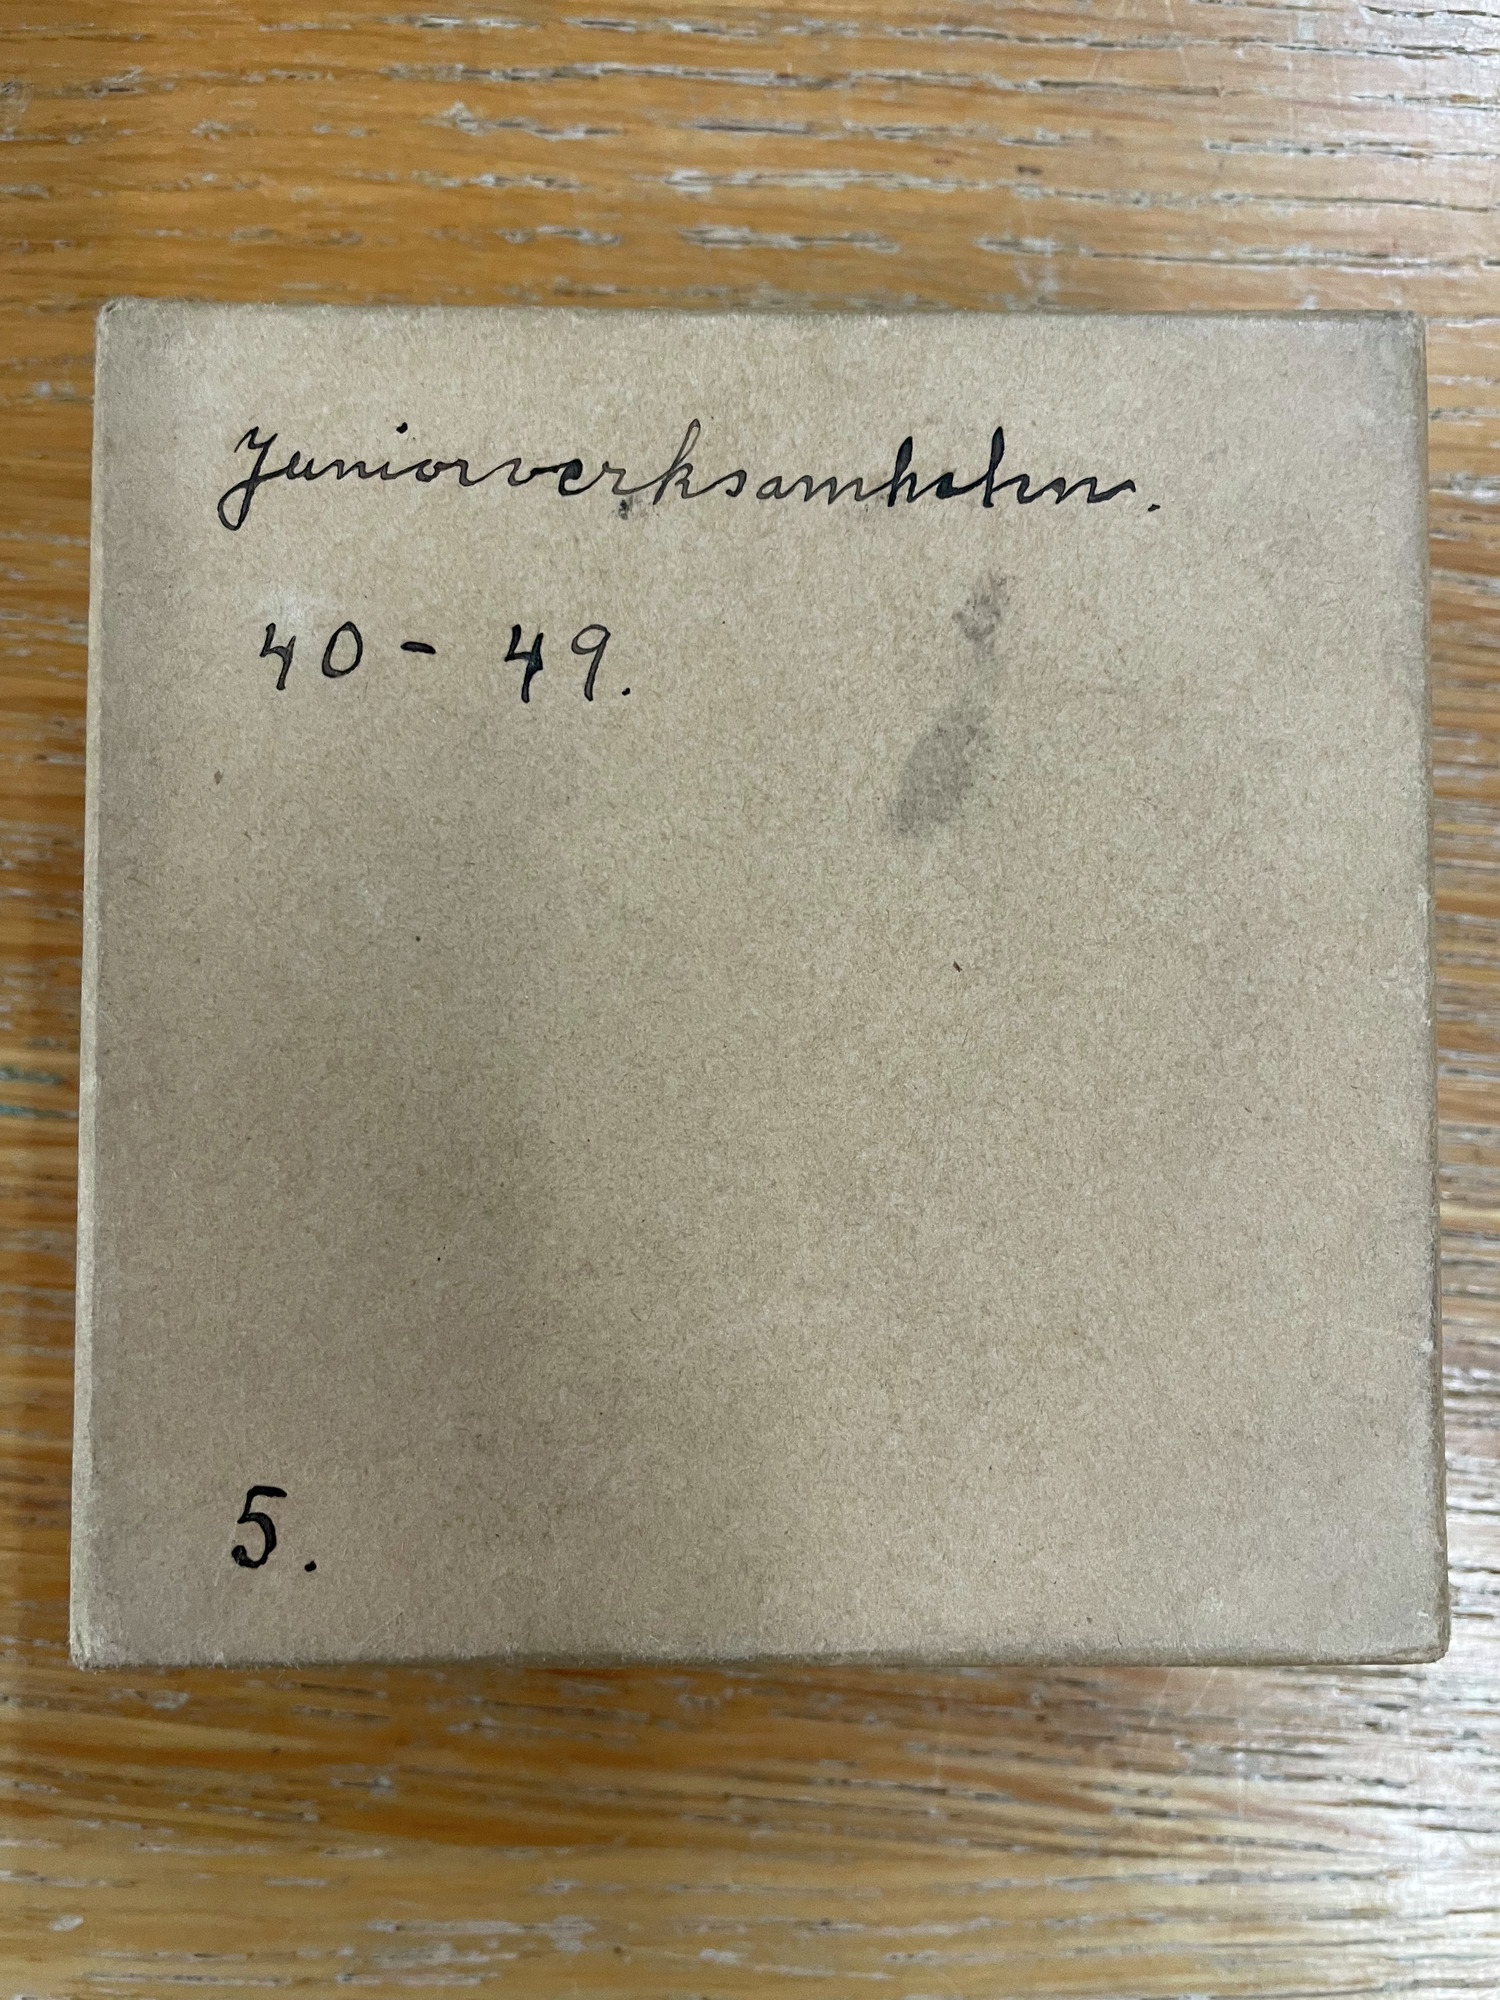 Juniorverksamheten.
40 - 49.
5.